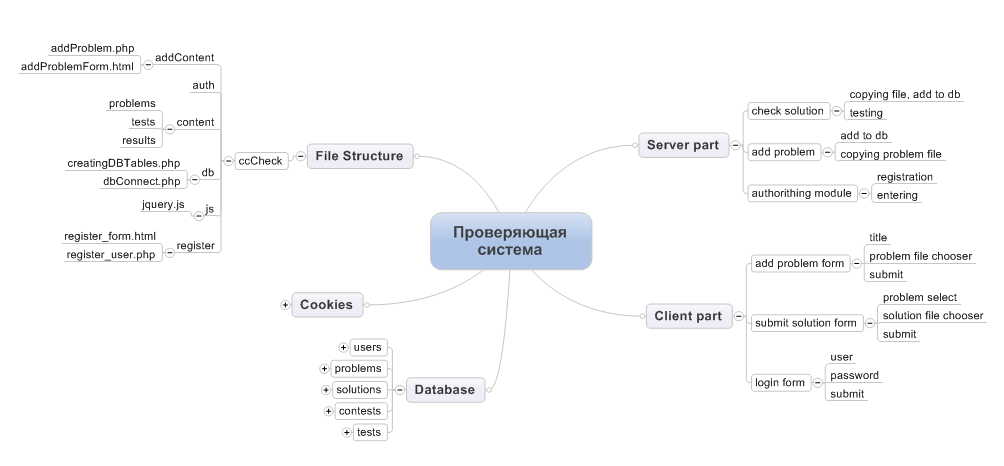 Проверяющая
система
File Structure
ccCheck
addContent
addProblem.php
addProblemForm.html
auth
content
problems
tests
results
db
creatingDBTables.php
dbConnect.php
js
jquery.js
register
register_form.html
register_user.php
Cookies
Database
users
problems
solutions
contests
tests
Server part
check solution
copying file, add to db
testing
add problem
add to db
copying problem file
authorithing module
registration
entering
Client part
add problem form
title
problem file chooser
submit
submit solution form
problem select
solution file chooser
submit
login form
user
password
submit